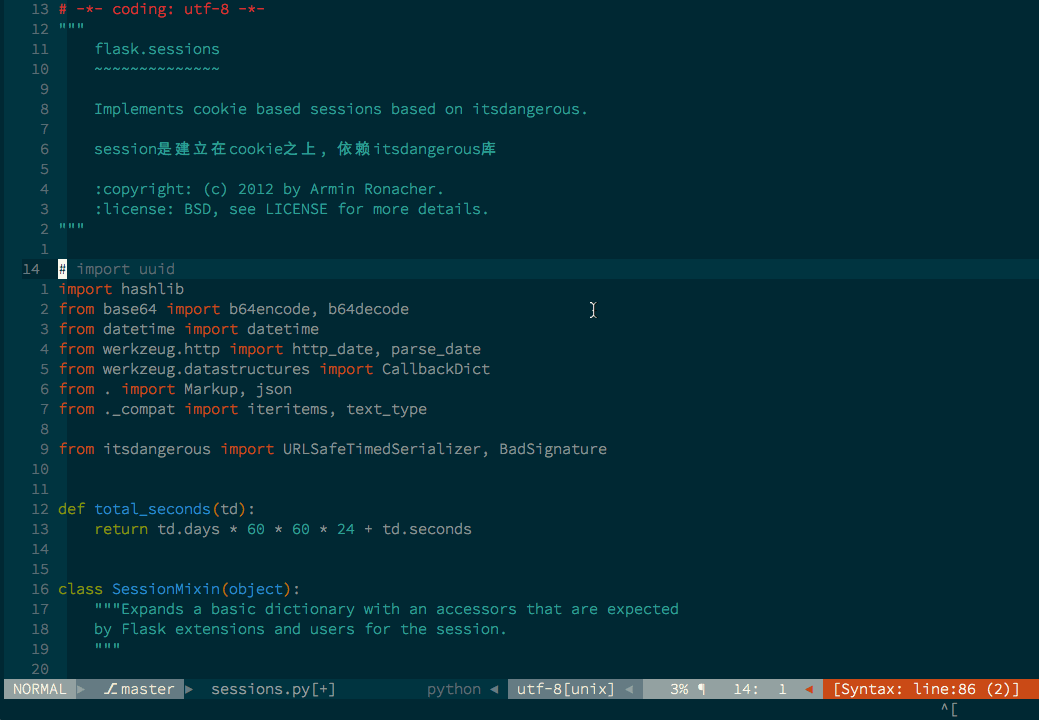 13 # -*- coding: utf-8 -*-
12 """
11     flask.sessions
10     ~~~~~~~~~~~~~~
9
8     Implements cookie based sessions based on itsdangerous.
7
6     session是建立在cookie之上, 依赖itsdangerous库
5
4     :copyright: (c) 2012 by Armin Ronacher.
3     :license: BSD, see LICENSE for more details.
2 """
1
14 # import uuid
1 import hashlib
2 from base64 import b64encode, b64decode
3 from datetime import datetime
4 from werkzeug.http import http_date, parse_date
5 from werkzeug.datastructures import CallbackDict
6 from . import Markup, json
7 from ._compat import iteritems, text_type
8
9 from itsdangerous import URLSafeTimedSerializer, BadSignature
10
11
12 def total_seconds(td):
13     return td.days * 60 * 60 * 24 + td.seconds
14
15
16 class SessionMixin(object):
17     """Expands a basic dictionary with an accessors that are expected
18     by Flask extensions and users for the session.
19     """
20
NORMAL master sessions.py[+] python utf-8[unix] 3% ¶ 14: 1 [Syntax: line:86 (2)]
^[